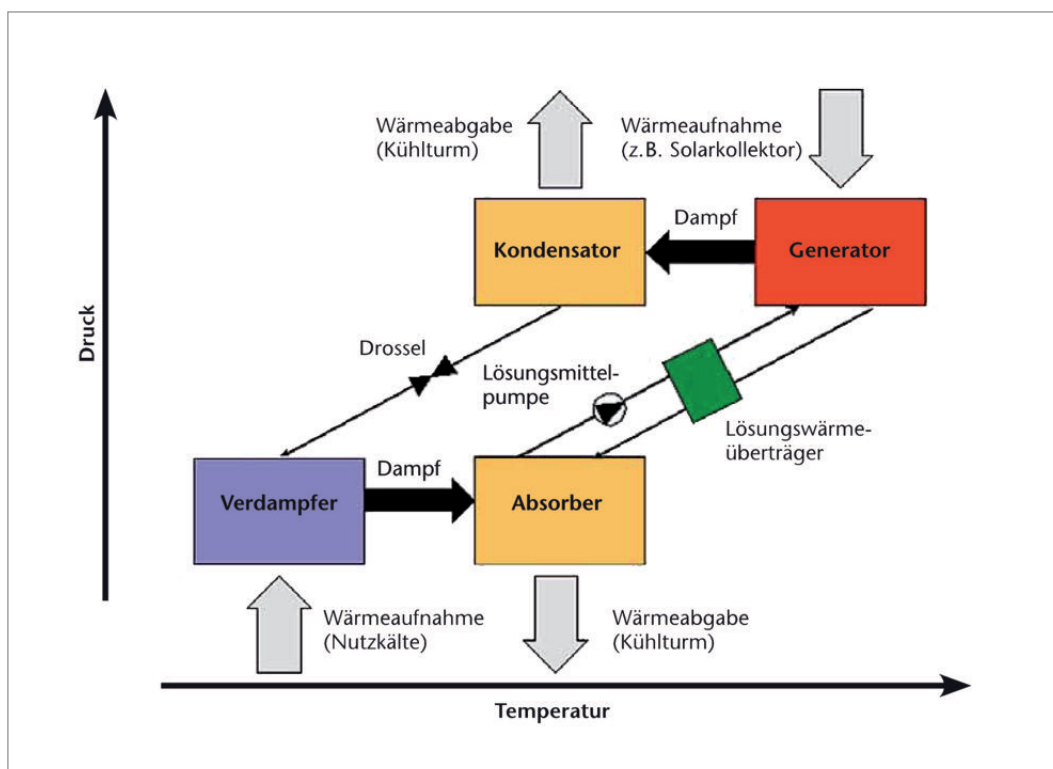 Wärmeabgabe
(Kühlturm)
Wärmeaufnahme
(z.B. Solarkollektor)
Kondensator
Dampf
Generator
Druck
Drossel
Lösungsmittel-
pumpe
Lösungswärme-
überträger
Verdampfer
Dampf
Absorber
Wärmeaufnahme
(Nutzkälte)
Wärmeabgabe
(Kühlturm)
Temperatur